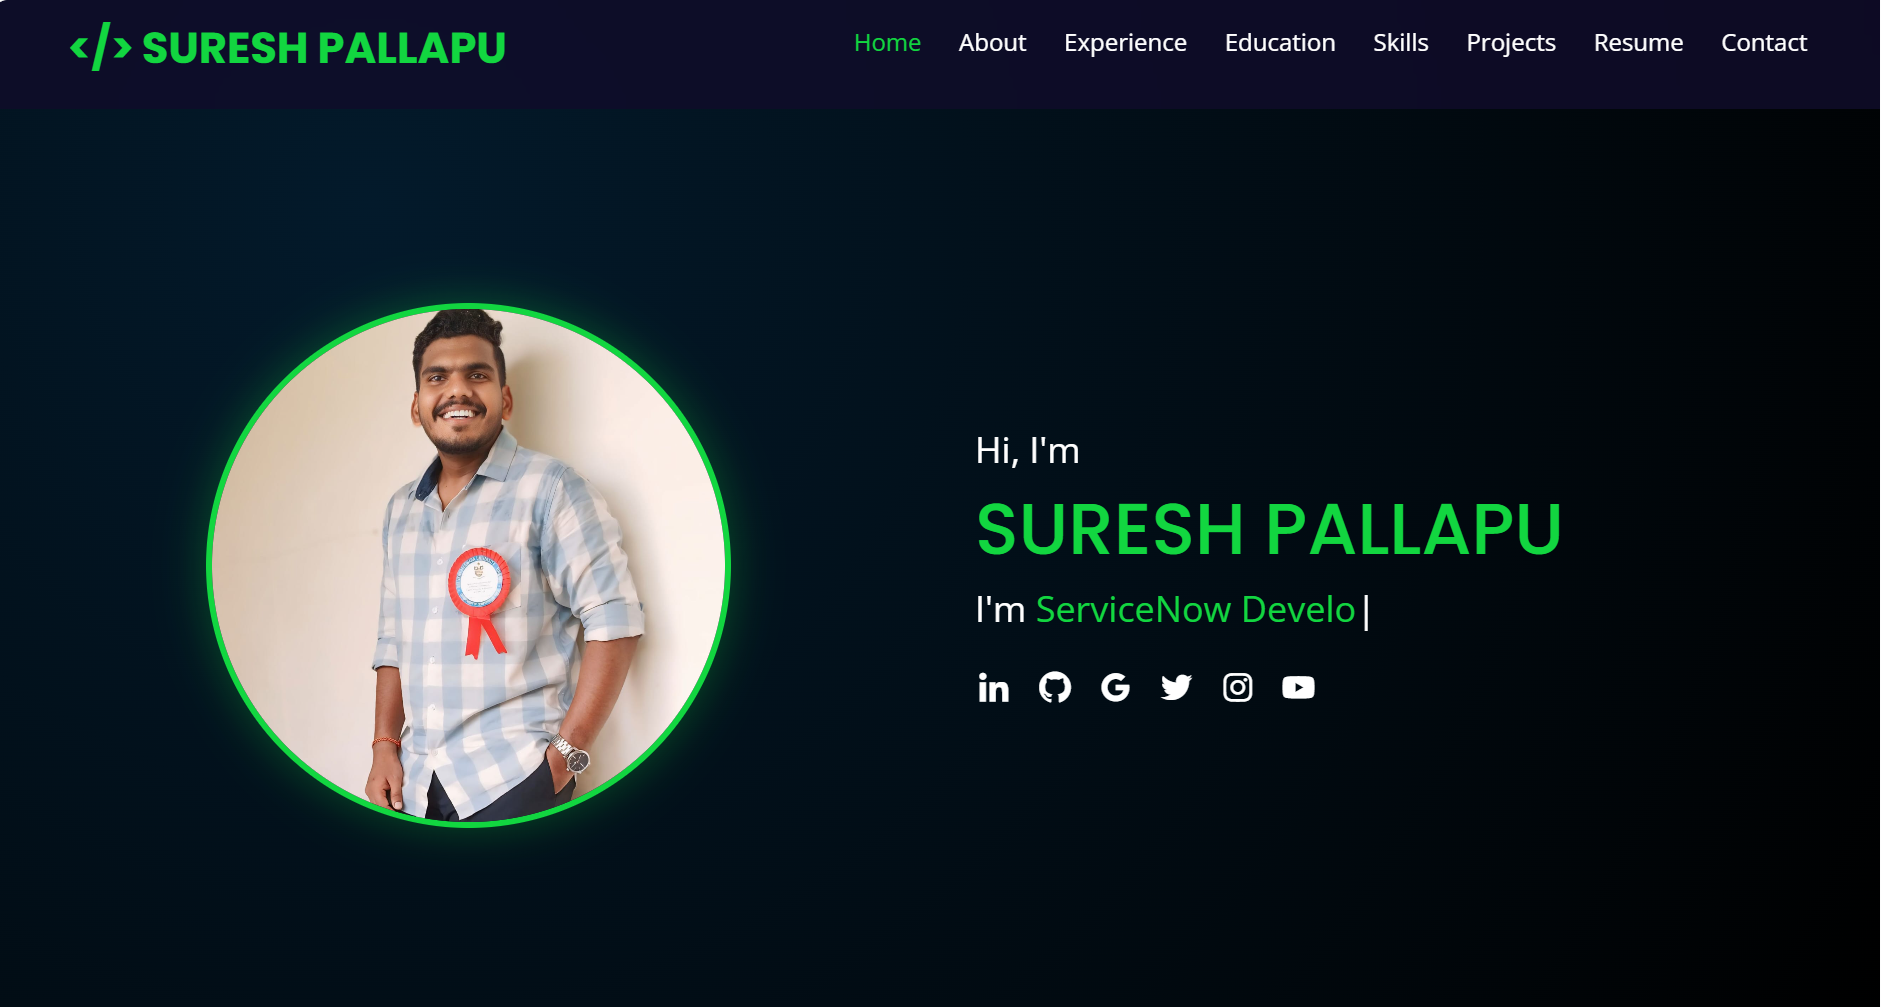 </> SURESH PALLAPU
Home About Experience Education Skills Projects Resume Contact
Hi, I'm
SURESH PALLAPU
I'm ServiceNow Develo|